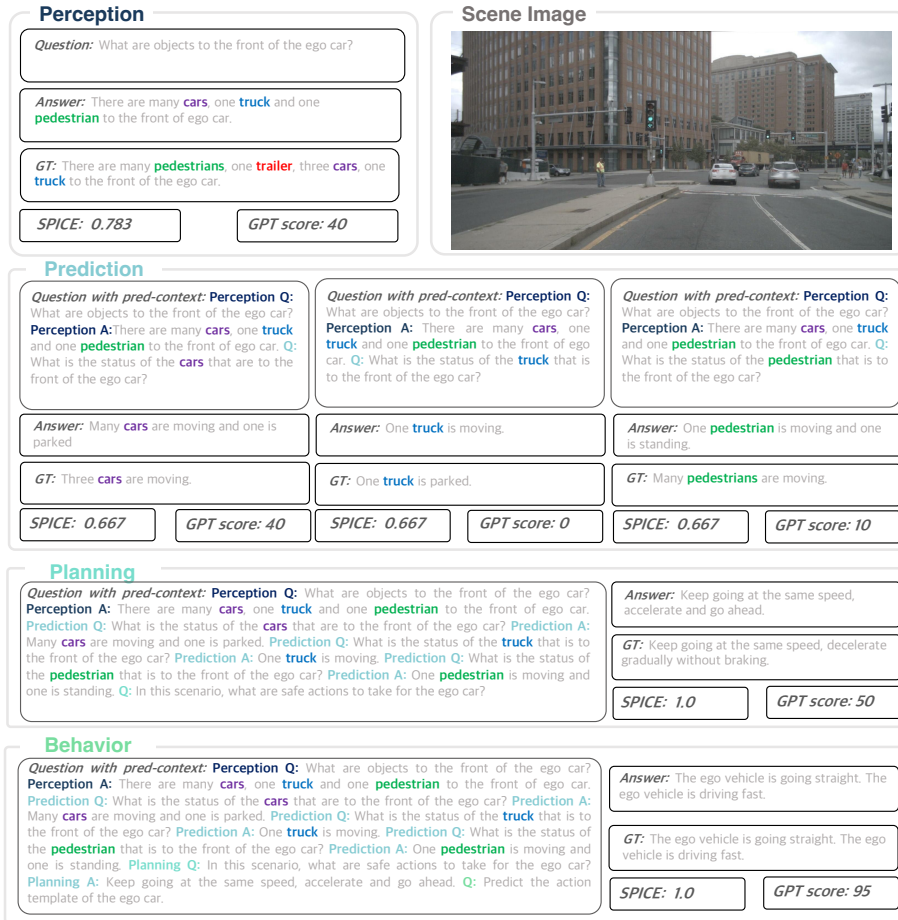 Perception
Question: What are objects to the front of the ego car?
Answer: There are many cars, one truck and one
pedestrian to the front of ego car.
GT: There are many pedestrians, one trailer, three cars, one
truck to the front of the ego car.
SPICE: 0.783
GPT score: 40
Scene Image
Prediction
Question with pred-context: Perception Q:
What are objects to the front of the ego car?
Perception A:There are many cars, one truck
and one pedestrian to the front of ego car. Q:
What is the status of the cars that are to the
front of the ego car?
Answer: Many cars are moving and one is
parked
GT: Three cars are moving.
SPICE: 0.667
GPT score: 40
Question with pred-context: Perception Q:
What are objects to the front of the ego car?
Perception A: There are many cars, one
truck and one pedestrian to the front of ego
car. Q: What is the status of the truck that is
to the front of the ego car?
Answer: One truck is moving.
GT: One truck is parked.
SPICE: 0.667
GPT score: 0
Question with pred-context: Perception Q:
What are objects to the front of the ego car?
Perception A: There are many cars, one truck
and one pedestrian to the front of ego car. Q:
What is the status of the pedestrian that is to
the front of the ego car?
Answer: One pedestrian is moving and one
is standing.
GT: Many pedestrians are moving.
SPICE: 0.667
GPT score: 10
Planning
Question with pred-context: Perception Q: What are objects to the front of the ego car?
Perception A: There are many cars, one truck and one pedestrian to the front of ego car.
Prediction Q: What is the status of the cars that are to the front of the ego car? Prediction A:
Many cars are moving and one is parked. Prediction Q: What is the status of the truck that is to
the front of the ego car? Prediction A: One truck is moving. Prediction Q: What is the status of
the pedestrian that is to the front of the ego car? Prediction A: One pedestrian is moving and
one is standing. Q: In this scenario, what are safe actions to take for the ego car?
Answer: Keep going at the same speed,
accelerate and go ahead.
GT: Keep going at the same speed, decelerate
gradually without braking.
SPICE: 1.0
GPT score: 50
Behavior
Question with pred-context: Perception Q: What are objects to the front of the ego car?
Perception A: There are many cars, one truck and one pedestrian to the front of ego car.
Prediction Q: What is the status of the cars that are to the front of the ego car? Prediction A:
Many cars are moving and one is parked. Prediction Q: What is the status of the truck that is to
the front of the ego car? Prediction A: One truck is moving. Prediction Q: What is the status of
the pedestrian that is to the front of the ego car? Prediction A: One pedestrian is moving and
one is standing. Planning Q: In this scenario, what are safe actions to take for the ego car?
Planning A: Keep going at the same speed, accelerate and go ahead. Q: Predict the action
template of the ego car.
Answer: The ego vehicle is going straight. The
ego vehicle is driving fast.
GT: The ego vehicle is going straight. The ego
vehicle is driving fast.
SPICE: 1.0
GPT score: 95